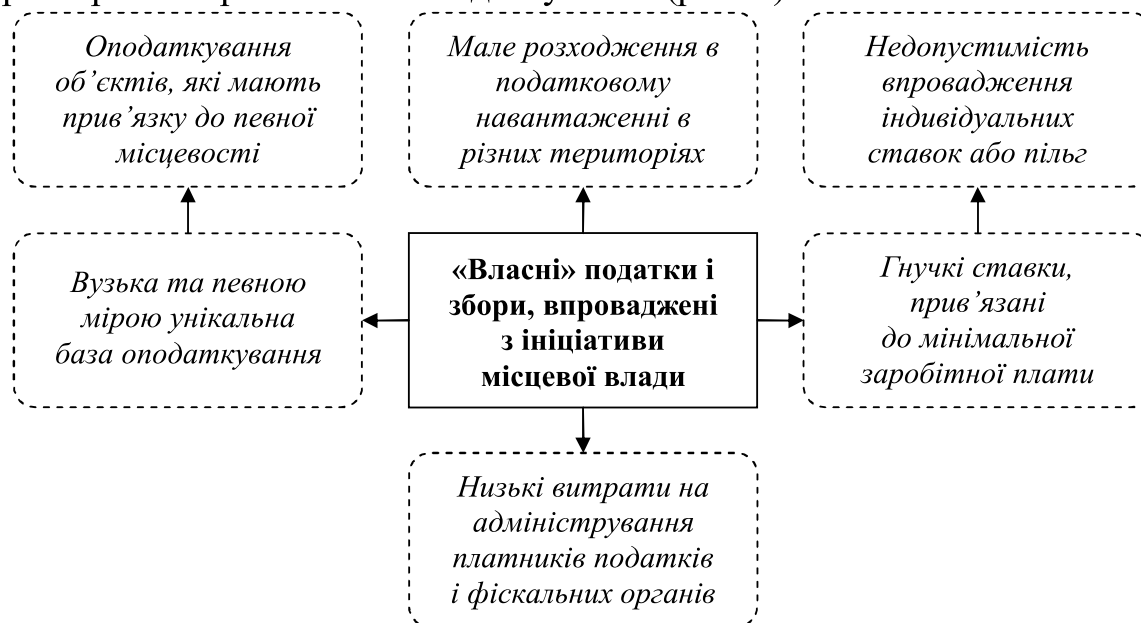 Оподаткування
об’єктів, які мають
прив’язку до певної
місцевості
Мале розходження в
податковому
навантаженні в
різних територіях
Недопустимість
впровадження
індивідуальних
ставок або пільг
Вузька та певною
мірою унікальна
база оподаткування
«Власні» податки і
збори, впроваджені
з ініціативи
місцевої влади
Гнучкі ставки,
прив’язані
до мінімальної
заробітної плати
Низькі витрати на
адміністрування
платників податків
і фіскальних органів